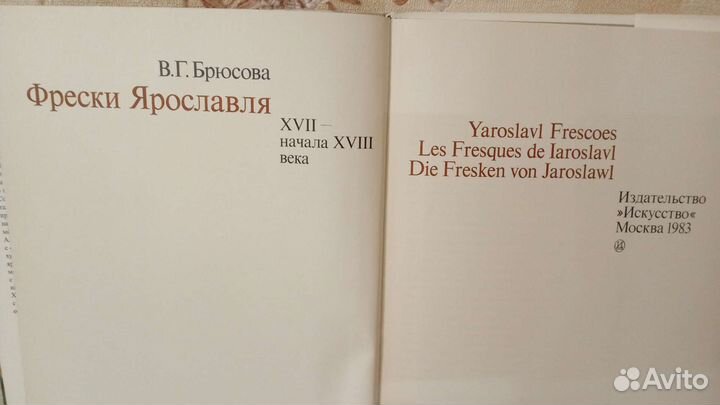 В.Г. Брюсова
Фрески Ярославля
XVII —
начала XVIII
века
Yaroslavl Frescoes
Les Fresques de Iaroslavl
Die Fresken von Jaroslawl
Издательство
»Искусство«
Москва 1983
Avito